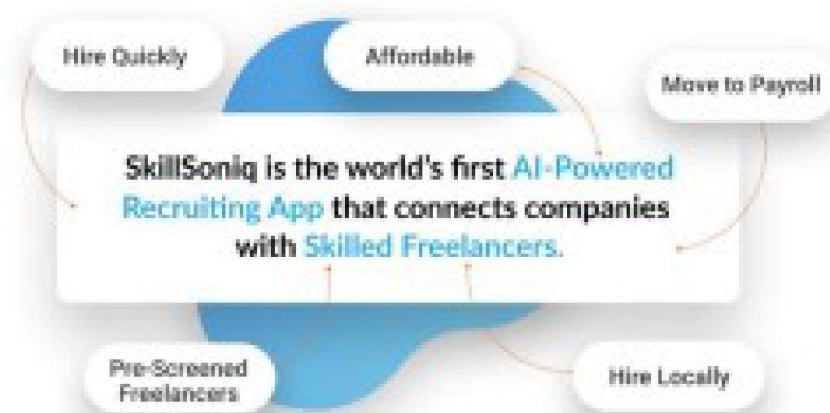 Hire Quickly
Affordable
Move to Payroll
SkillSoniq is the world's first AI-Powered
Recruiting App that connects companies
with Skilled Freelancers.
Pre-Screened
Freelancers
Hire Locally